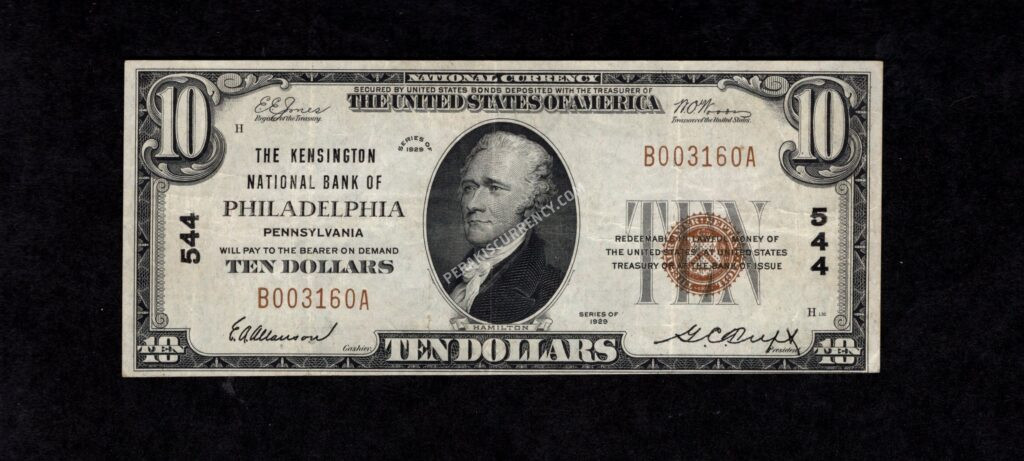 NATIONAL CURRENCY
SECURED BY UNITED STATES BONDS DEPOSITED WITH THE TREASURER OF
THE UNITED STATES OF AMERICA
10
10
E.E. Jones
Register of the Treasury.
Treasurer of the United States.
H
SERIES OF
1929
B003160A
THE KENSINGTON
NATIONAL BANK OF
PHILADELPHIA
PENNSYLVANIA
WILL PAY TO THE BEARER ON DEMAND
TEN DOLLARS
B003160A
544
544
TEN
REDEEMABLE IN LAWFUL MONEY OF
THE UNITED STATES AT UNITED STATES
TREASURY OR AT THE BANK OF ISSUE
PERAKISCURRENCY.COM
SERIES OF
1929
H
HAMILTON
Cashier.
President.
10
TEN
TEN DOLLARS
10
TEN